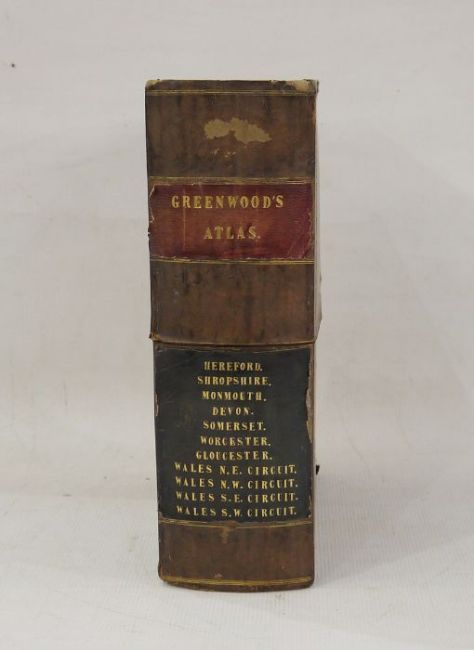 GREENWOOD'S
ATLAS.
HEREFORD.
SHROPSHIRE.
MONMOUTH.
DEVON.
SOMERSET.
WORCESTER.
GLOUCESTER.
WALES N.E. CIRCUIT.
WALES N.W. CIRCUIT.
WALES S.E. CIRCUIT.
WALES S.W. CIRCUIT.